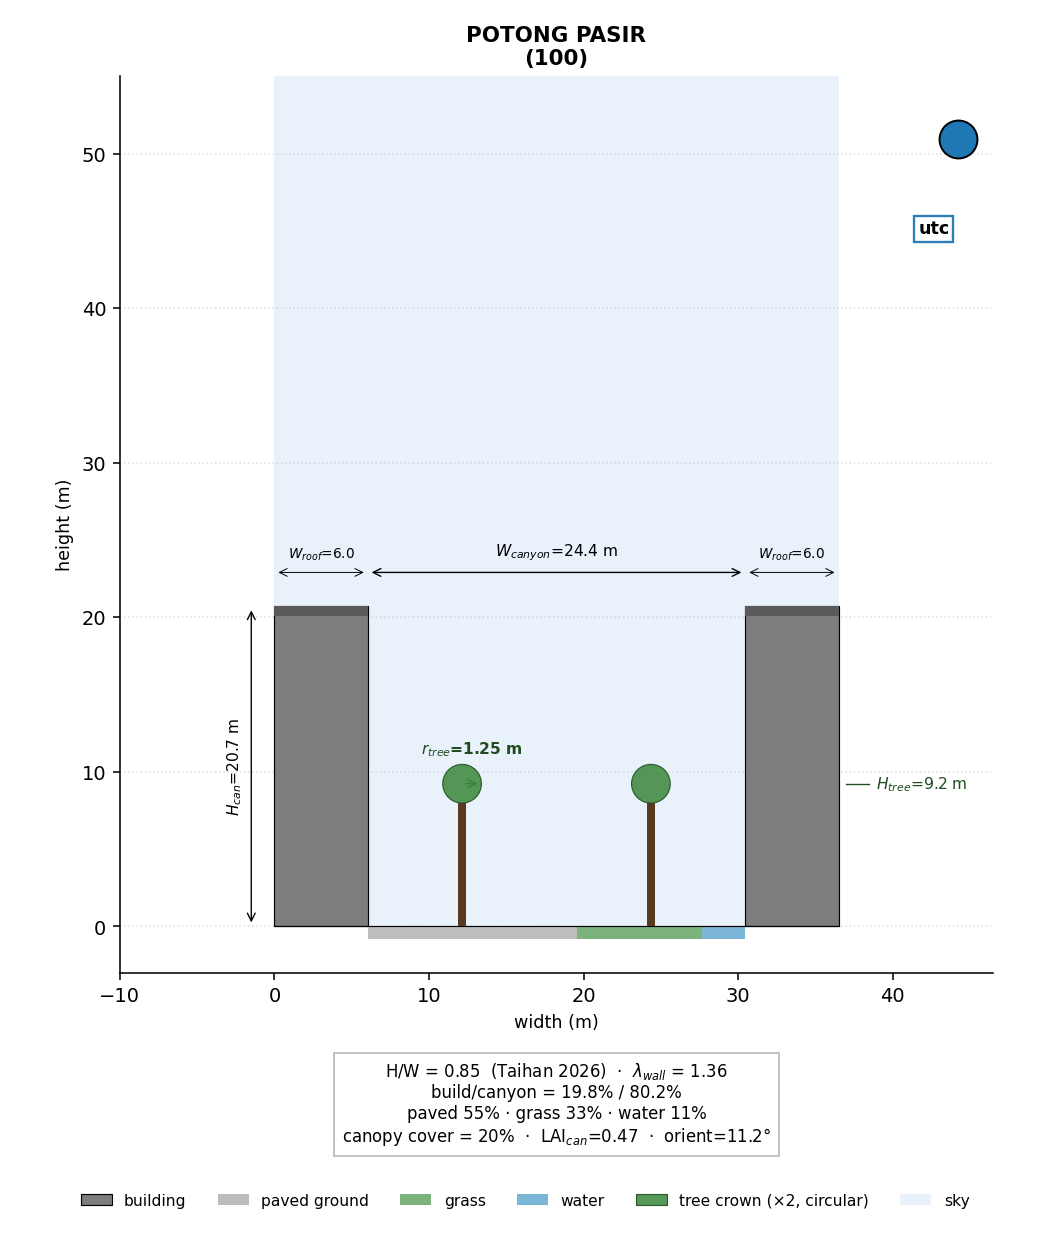 POTONG PASIR
(100)
50
40
30
20
10
0
height (m)
utc
W_roof=6.0
W_canyon=24.4 m
W_roof=6.0
H_can=20.7 m
r_tree=1.25 m
H_tree=9.2 m
−10
0
10
20
30
40
width (m)
H/W = 0.85 (Taihan 2026) · λ_wall = 1.36
build/canyon = 19.8% / 80.2%
paved 55% · grass 33% · water 11%
canopy cover = 20% · LAI_can=0.47 · orient=11.2°
building
paved ground
grass
water
tree crown (×2, circular)
sky